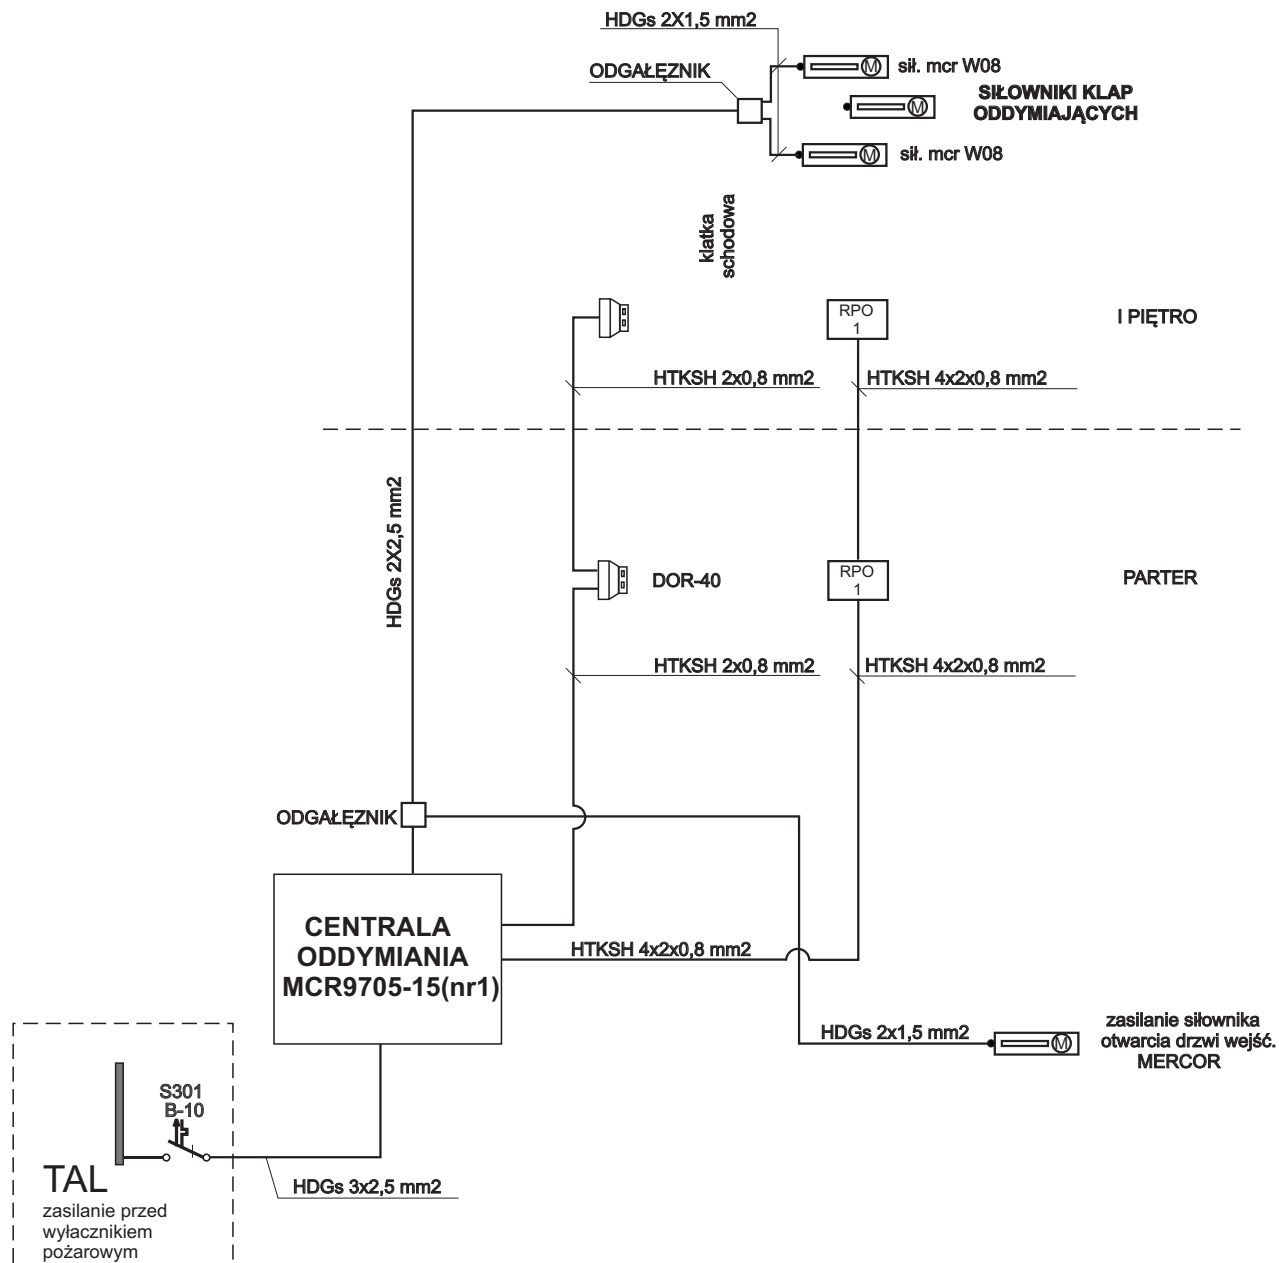 HDGs 2X1,5 mm2
ODGAŁĘZNIK
M
sił. mcr W08
M
SIŁOWNIKI KLAP
ODDYMIAJĄCYCH
M
sił. mcr W08
klatka
schodowa
RPO
1
I PIĘTRO
HTKSH 2x0,8 mm2
HTKSH 4x2x0,8 mm2
HDGs 2X2,5 mm2
DOR-40
RPO
1
PARTER
HTKSH 2x0,8 mm2
HTKSH 4x2x0,8 mm2
ODGAŁĘZNIK
CENTRALA
ODDYMIANIA
MCR9705-15(nr1)
HTKSH 4x2x0,8 mm2
HDGs 2x1,5 mm2
M
zasilanie siłownika
otwarcia drzwi wejść.
MERCOR
S301
B-10
HDGs 3x2,5 mm2
TAL
zasilanie przed
wyłacznikiem
pożarowym